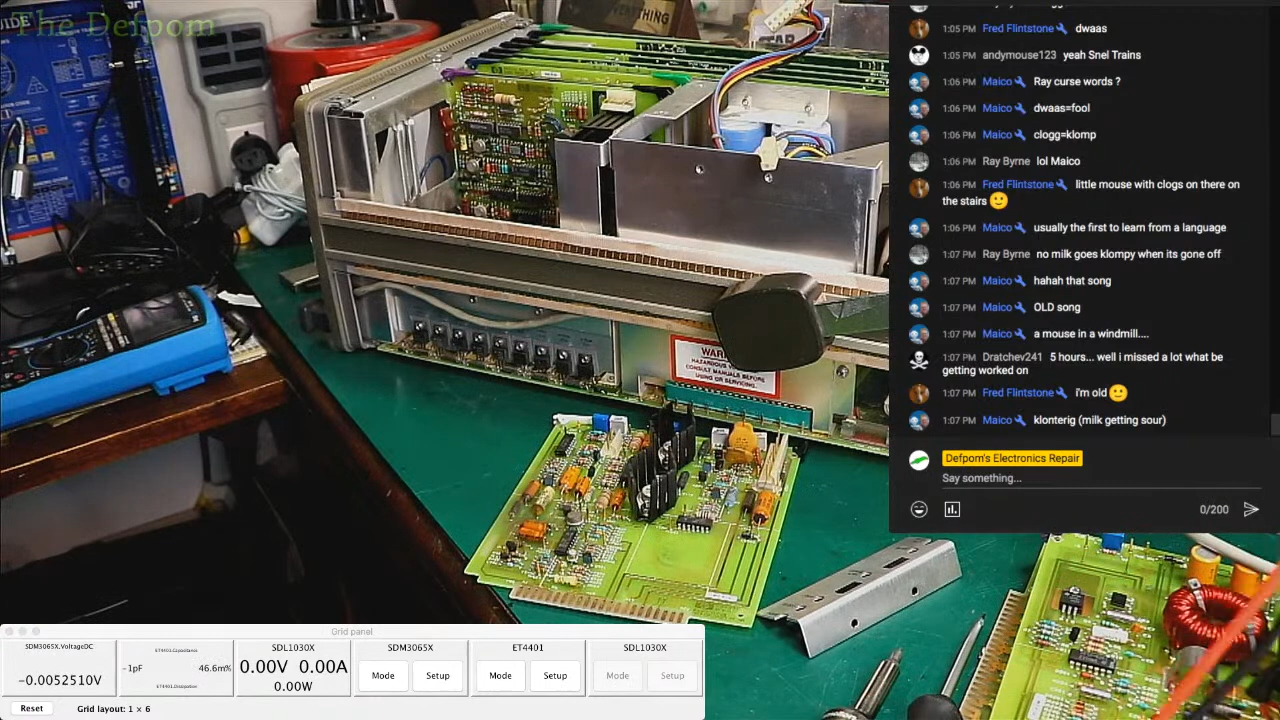 The Defpom
EVERYTHING
STAR
1:05 PM Fred Flintstone dwaas
1:05 PM andymouse123 yeah Snel Trains
1:06 PM Maico Ray curse words ?
1:06 PM Maico dwaas=fool
1:06 PM Maico clogg=klomp
1:06 PM Ray Byrne lol Maico
1:06 PM Fred Flintstone little mouse with clogs on there on
the stairs
1:06 PM Maico usually the first to learn from a language
1:07 PM Ray Byrne no milk goes klompy when its gone off
1:07 PM Maico hahah that song
1:07 PM Maico OLD song
1:07 PM Maico a mouse in a windmill....
1:07 PM Dratchev241 5 hours... well i missed a lot what be
getting worked on
1:07 PM Fred Flintstone i'm old
1:07 PM Maico klonterig (milk getting sour)
Defpom's Electronics Repair
Say something...
0/200
HAZARDOUS
CONSULT MANUALS BEFORE
USING OR SERVICING.
Grid panel
SDM3065X.VoltageDC
-0.0052510V
ET4401.Capacitance
-1pF 46.6m%
ET4401.Dissipation
SDL1030X
0.00V 0.00A
0.00W
SDM3065X
Mode Setup
ET4401
Mode Setup
SDL1030X
Mode Setup
Reset Grid layout: 1 × 6